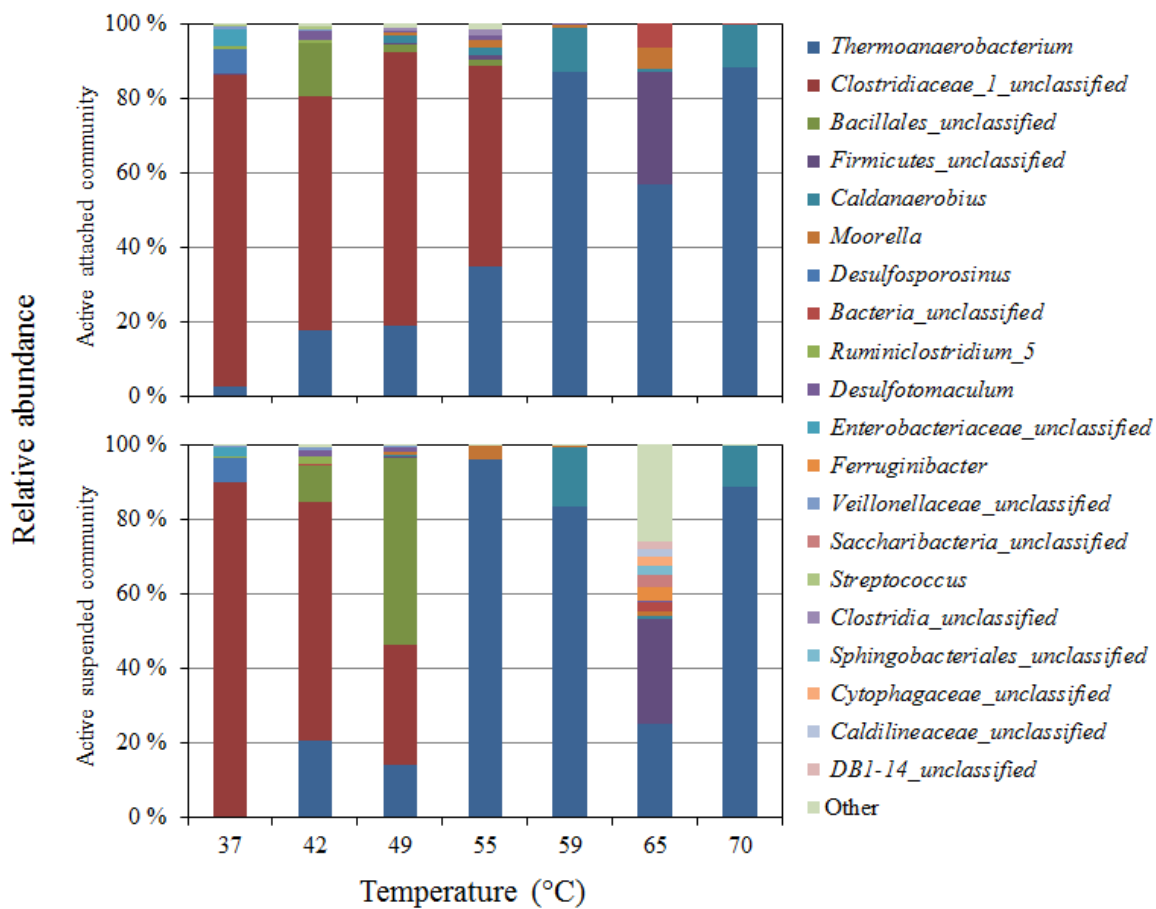 Relative abundance
Active attached community
100 %
80 %
60 %
40 %
20 %
0 %
Active suspended community
100 %
80 %
60 %
40 %
20 %
0 %
37 42 49 55 59 65 70
Temperature (°C)
Thermoanaerobacterium
Clostridiaceae_1_unclassified
Bacillales_unclassified
Firmicutes_unclassified
Caldanaerobius
Moorella
Desulfosporosinus
Bacteria_unclassified
Ruminiclostridium_5
Desulfotomaculum
Enterobacteriaceae_unclassified
Ferruginibacter
Veillonellaceae_unclassified
Saccharibacteria_unclassified
Streptococcus
Clostridia_unclassified
Sphingobacteriales_unclassified
Cytophagaceae_unclassified
Caldilineaceae_unclassified
DB1-14_unclassified
Other